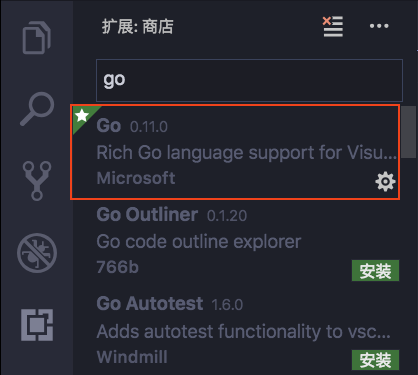 扩展: 商店
go
Go 0.11.0
Rich Go language support for Visu...
Microsoft
Go Outliner 0.1.20
Go code outline explorer
766b
安装
Go Autotest 1.6.0
Adds autotest functionality to vsc...
Windmill
安装